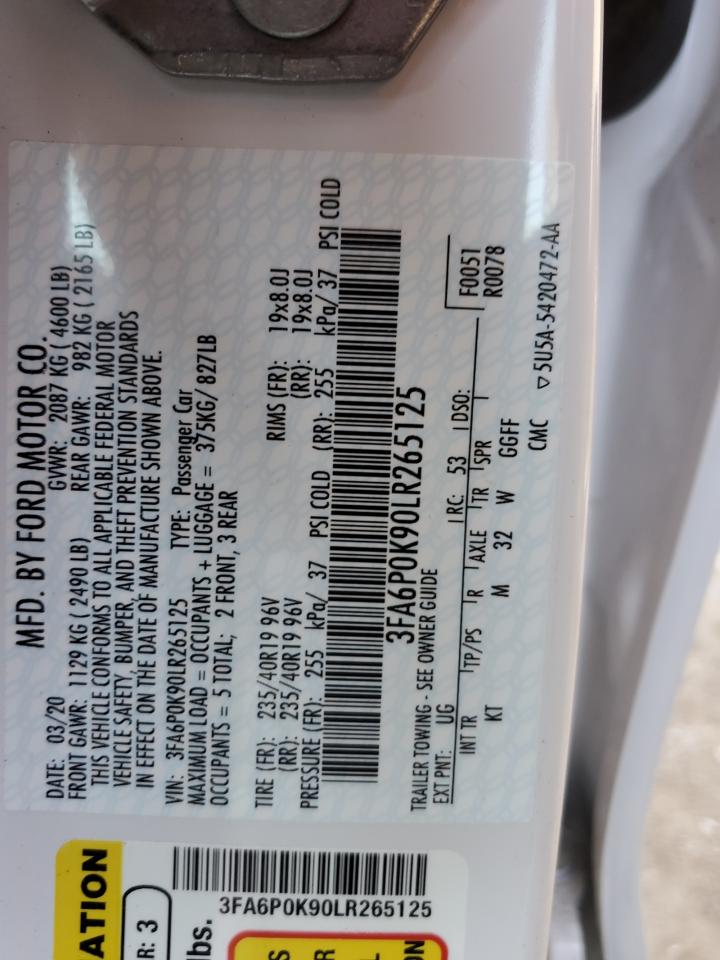 MFD. BY FORD MOTOR CO.
DATE: 03/20 GVWR: 2087 KG ( 4600 LB)
FRONT GAWR: 1129 KG ( 2490 LB) REAR GAWR: 982 KG ( 2165 LB)
THIS VEHICLE CONFORMS TO ALL APPLICABLE FEDERAL MOTOR
VEHICLE SAFETY, BUMPER, AND THEFT PREVENTION STANDARDS
IN EFFECT ON THE DATE OF MANUFACTURE SHOWN ABOVE.
VIN: 3FA6P0K90LR265125 TYPE: Passenger Car
MAXIMUM LOAD = OCCUPANTS + LUGGAGE = 375KG/ 827LB
OCCUPANTS = 5 TOTAL; 2 FRONT, 3 REAR
TIRE (FR): 235/40R19 96V RIMS (FR): 19x8.0J
(RR): 235/40R19 96V (RR): 19x8.0J
PRESSURE (FR): 255 kPa/ 37 PSI COLD (RR): 255 kPa/ 37 PSI COLD
3FA6P0K90LR265125
TRAILER TOWING - SEE OWNER GUIDE
EXT PNT: UG RC: 53 DSO: F0051
R0078
INT TR TP/PS R AXLE TR SPR
KT M 32 W GGFF
CMC ▽5U5A-5420472-AA
ATION
R: 3
3FA6P0K90LR265125
lbs.
S
R
L
ON